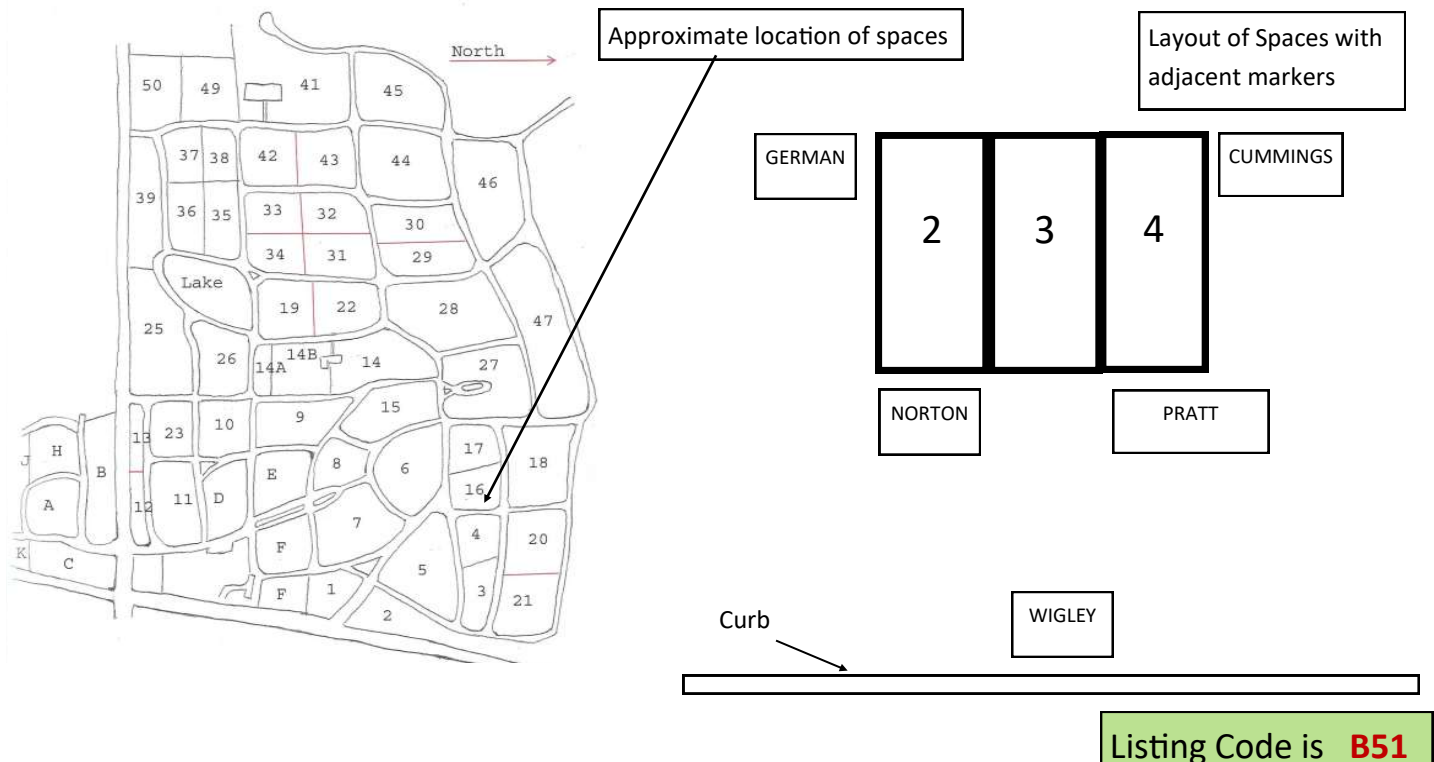 North
50
49
41
45
37
38
42
43
44
46
39
36
35
33
32
30
34
31
29
Lake
19
22
28
47
25
26
14A
14B
14
27
15
9
10
13
23
17
18
8
6
H
J
B
E
16
A
12
11
D
7
4
20
F
K
C
5
F
1
3
21
2
Approximate location of spaces
Layout of Spaces with
adjacent markers
GERMAN
CUMMINGS
2
3
4
NORTON
PRATT
WIGLEY
Curb
Listing Code is B51